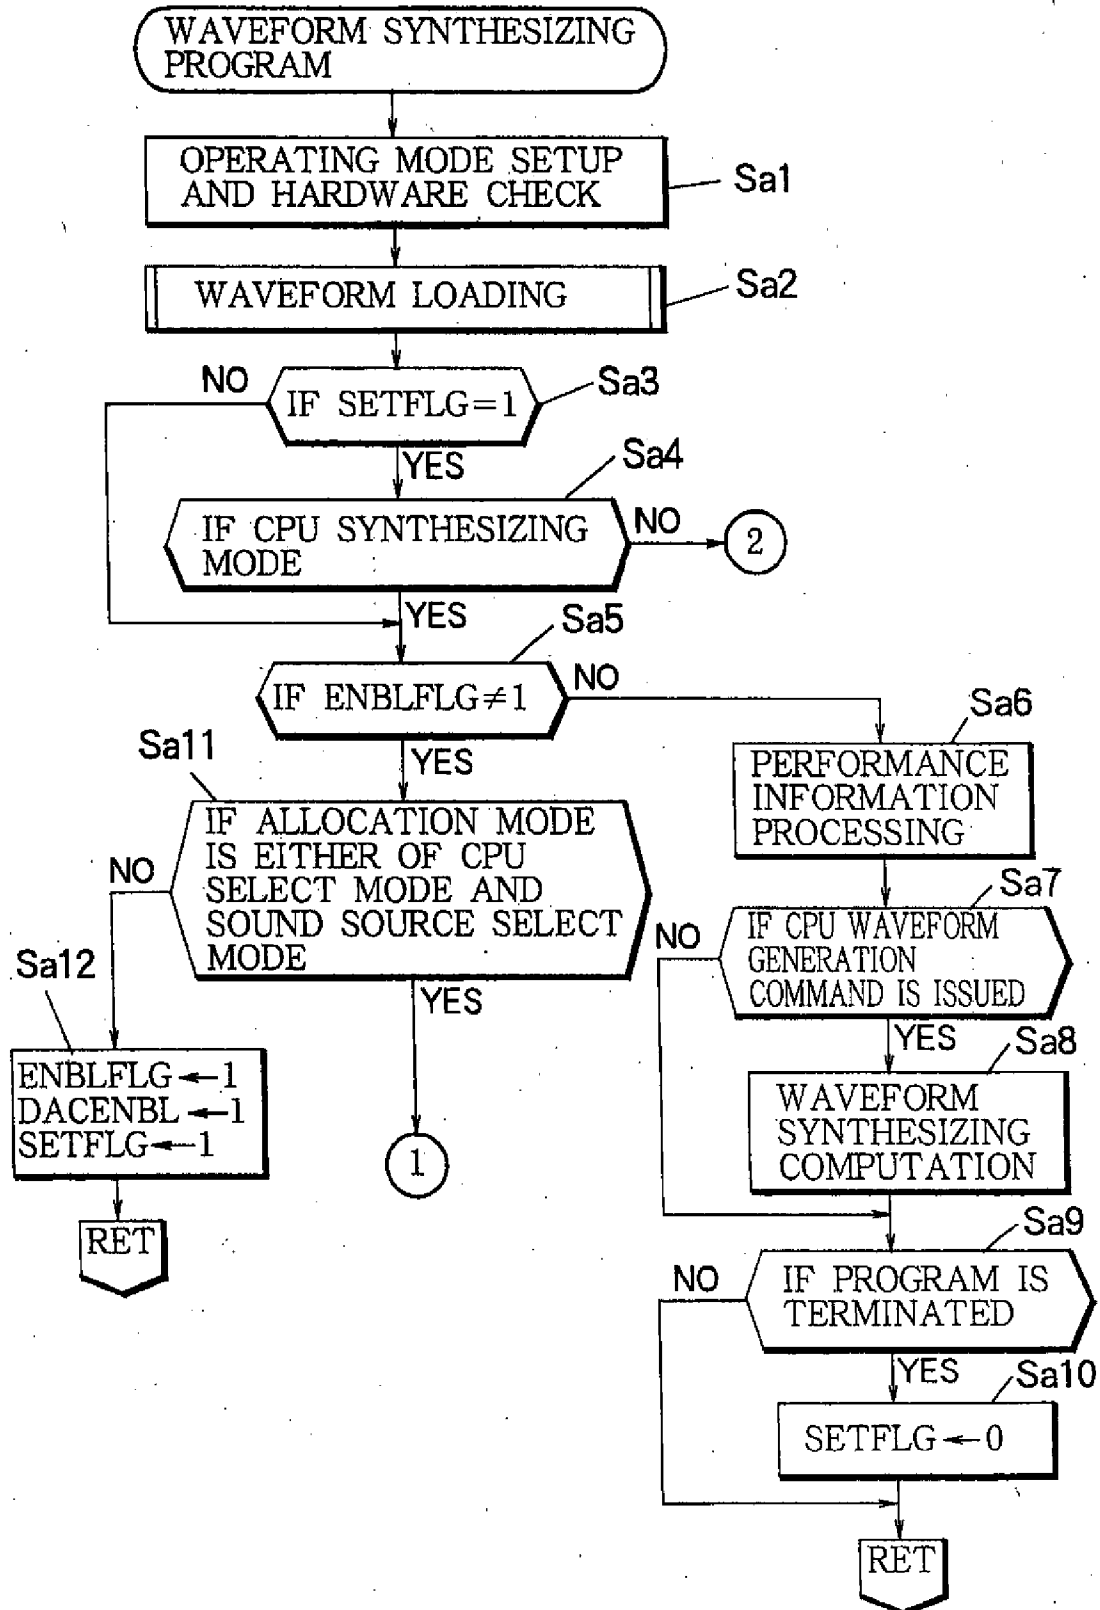 WAVEFORM SYNTHESIZING
PROGRAM
OPERATING MODE SETUP
AND HARDWARE CHECK
Sa1
WAVEFORM LOADING
Sa2
NO
IF SETFLG=1
Sa3
YES
Sa4
IF CPU SYNTHESIZING
MODE
NO
2
YES
Sa5
IF ENBLFLG≠1
NO
YES
Sa6
PERFORMANCE
INFORMATION
PROCESSING
Sa11
IF ALLOCATION MODE
IS EITHER OF CPU
SELECT MODE AND
SOUND SOURCE SELECT
MODE
NO
YES
Sa12
ENBLFLG←1
DACENBL←1
SETFLG←1
RET
1
Sa7
IF CPU WAVEFORM
GENERATION
COMMAND IS ISSUED
NO
YES
Sa8
WAVEFORM
SYNTHESIZING
COMPUTATION
Sa9
IF PROGRAM IS
TERMINATED
NO
YES
Sa10
SETFLG←0
RET